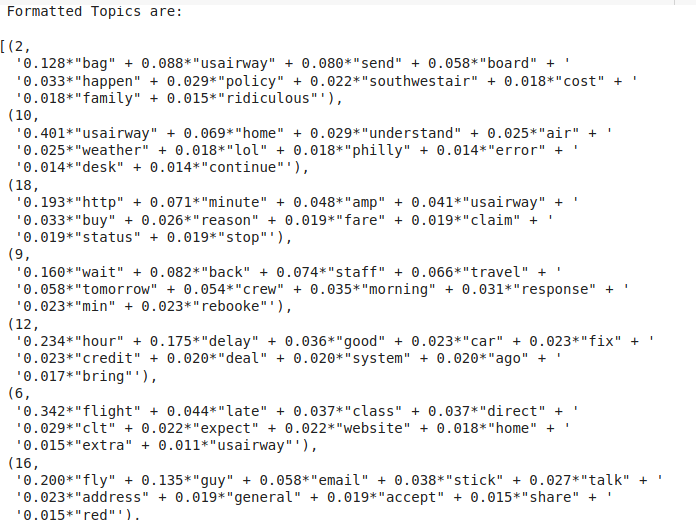 Formatted Topics are:
[(2,
'0.128*"bag" + 0.088*"usairway" + 0.080*"send" + 0.058*"board" + '
'0.033*"happen" + 0.029*"policy" + 0.022*"southwestair" + 0.018*"cost" + '
'0.018*"family" + 0.015*"ridiculous"'),
(10,
'0.401*"usairway" + 0.069*"home" + 0.029*"understand" + 0.025*"air" + '
'0.025*"weather" + 0.018*"lol" + 0.018*"philly" + 0.014*"error" + '
'0.014*"desk" + 0.014*"continue"'),
(18,
'0.193*"http" + 0.071*"minute" + 0.048*"amp" + 0.041*"usairway" + '
'0.033*"buy" + 0.026*"reason" + 0.019*"fare" + 0.019*"claim" + '
'0.019*"status" + 0.019*"stop"'),
(9,
'0.160*"wait" + 0.082*"back" + 0.074*"staff" + 0.066*"travel" + '
'0.058*"tomorrow" + 0.054*"crew" + 0.035*"morning" + 0.031*"response" + '
'0.023*"min" + 0.023*"rebooke"'),
(12,
'0.234*"hour" + 0.175*"delay" + 0.036*"good" + 0.023*"car" + 0.023*"fix" + '
'0.023*"credit" + 0.020*"deal" + 0.020*"system" + 0.020*"ago" + '
'0.017*"bring"'),
(6,
'0.342*"flight" + 0.044*"late" + 0.037*"class" + 0.037*"direct" + '
'0.029*"clt" + 0.022*"expect" + 0.022*"website" + 0.018*"home" + '
'0.015*"extra" + 0.011*"usairway"'),
(16,
'0.200*"fly" + 0.135*"guy" + 0.058*"email" + 0.038*"stick" + 0.027*"talk" + '
'0.023*"address" + 0.019*"general" + 0.019*"accept" + 0.015*"share" + '
'0.015*"red"'),